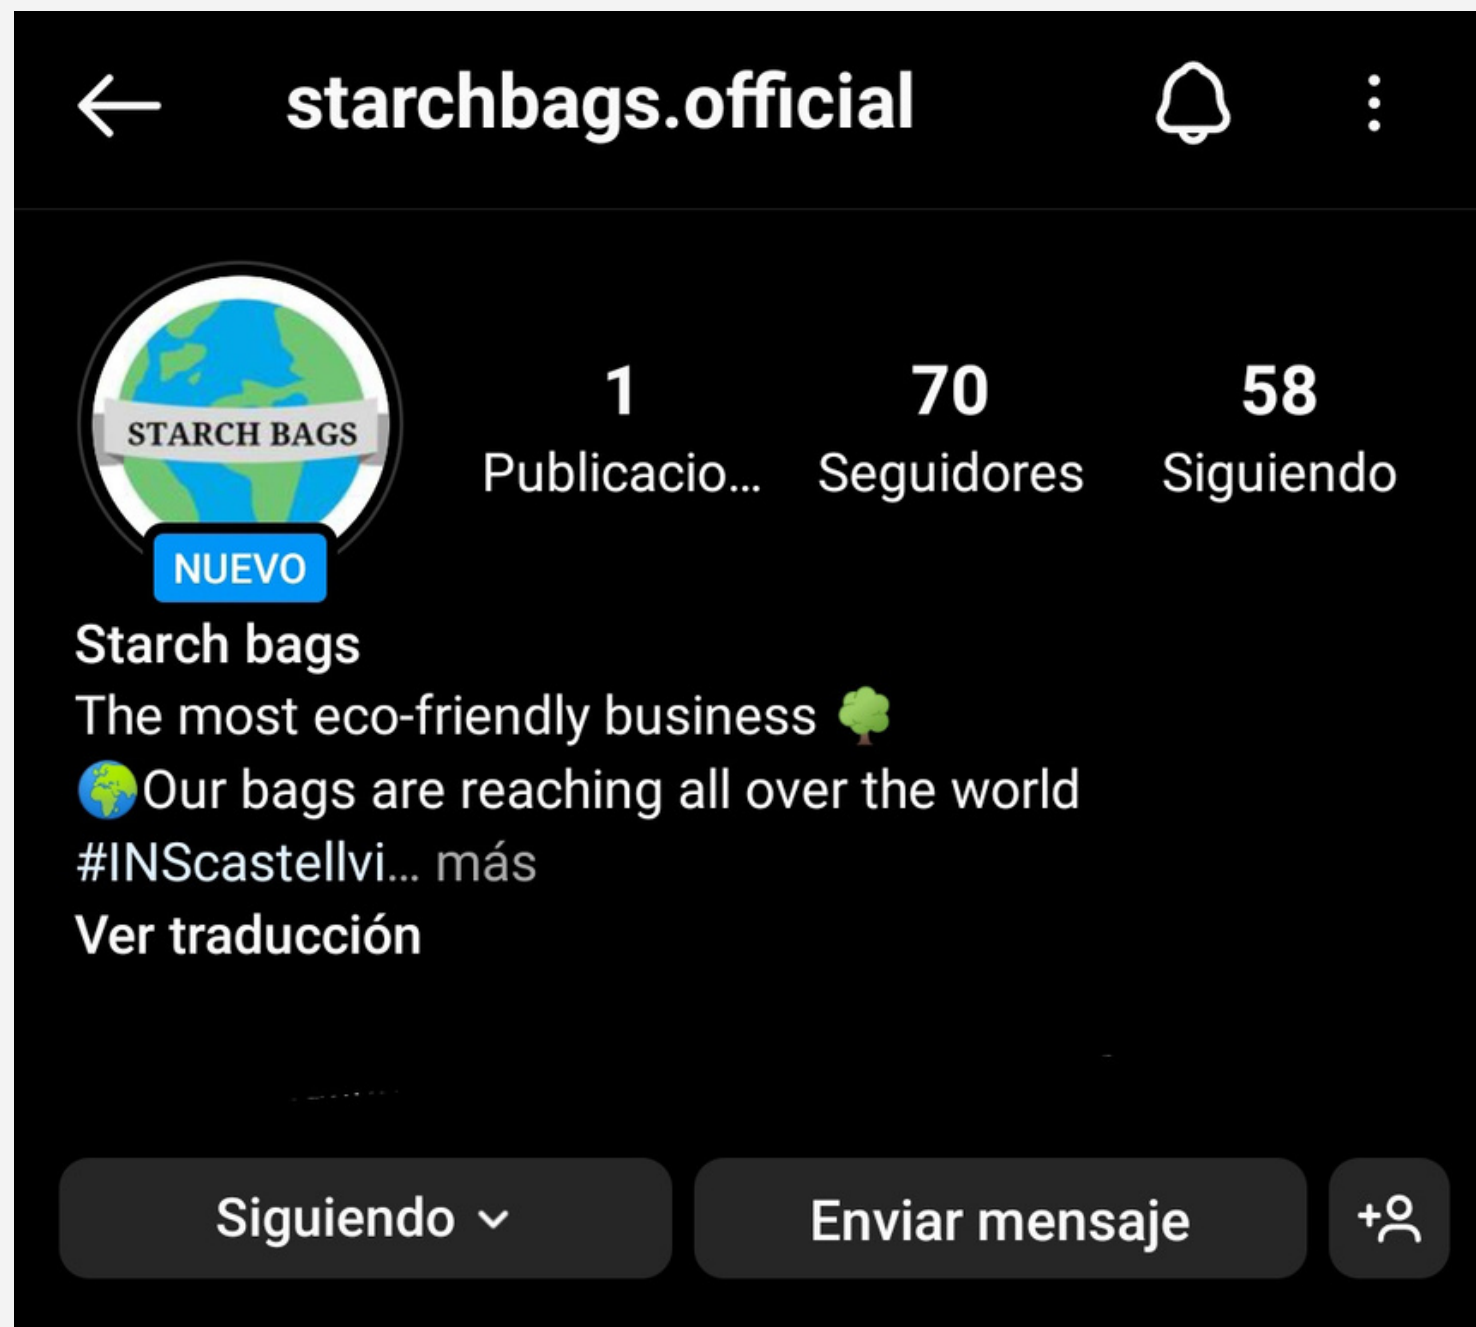 starchbags.official
STARCH BAGS
NUEVO
1
Publicacio...
70
Seguidores
58
Siguiendo
Starch bags
The most eco-friendly business 🌳
🌍Our bags are reaching all over the world
#INScastellvi... más
Ver traducción
Siguiendo
Enviar mensaje